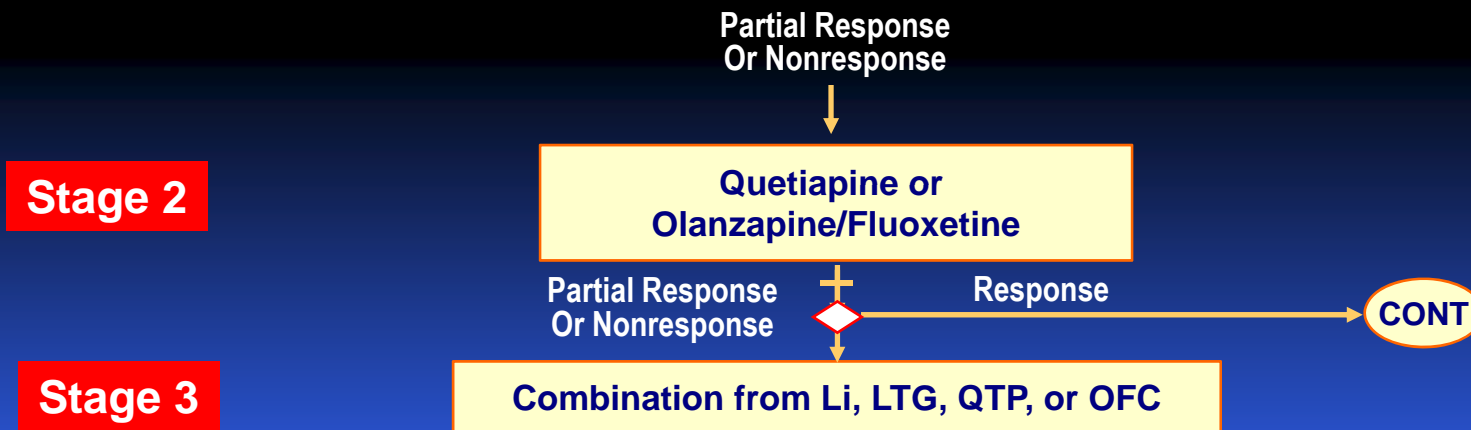 Partial Response
Or Nonresponse
Stage 2
Quetiapine or
Olanzapine/Fluoxetine
Partial Response
Or Nonresponse
Response
CONT
Stage 3
Combination from Li, LTG, QTP, or OFC